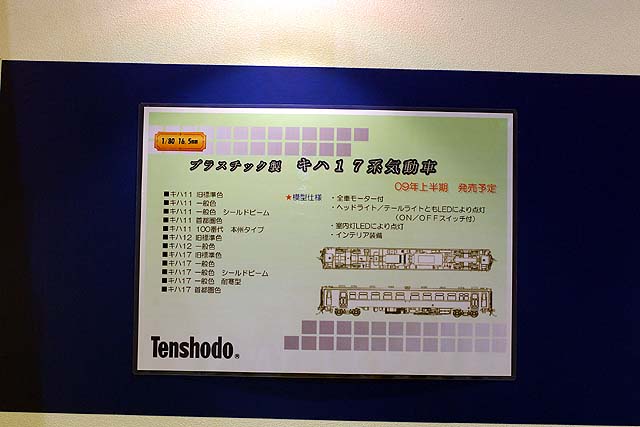 1/80 16.5mm
プラスチック製 キハ17系気動車
09年上半期 発売予定
■キハ11 旧標準色
■キハ11 一般色
■キハ11 一般色 シールドビーム
■キハ11 首都圏色
■キハ11 100番代 本州タイプ
■キハ12 旧標準色
■キハ12 一般色
■キハ17 旧標準色
■キハ17 一般色
■キハ17 一般色 シールドビーム
■キハ17 一般色 耐寒型
■キハ17 首都圏色
★模型仕様
・全車モーター付
・ヘッドライト/テールライトともLEDにより点灯
(ON/OFFスイッチ付)
・室内灯LEDにより点灯
・インテリア装備
Tenshodo®